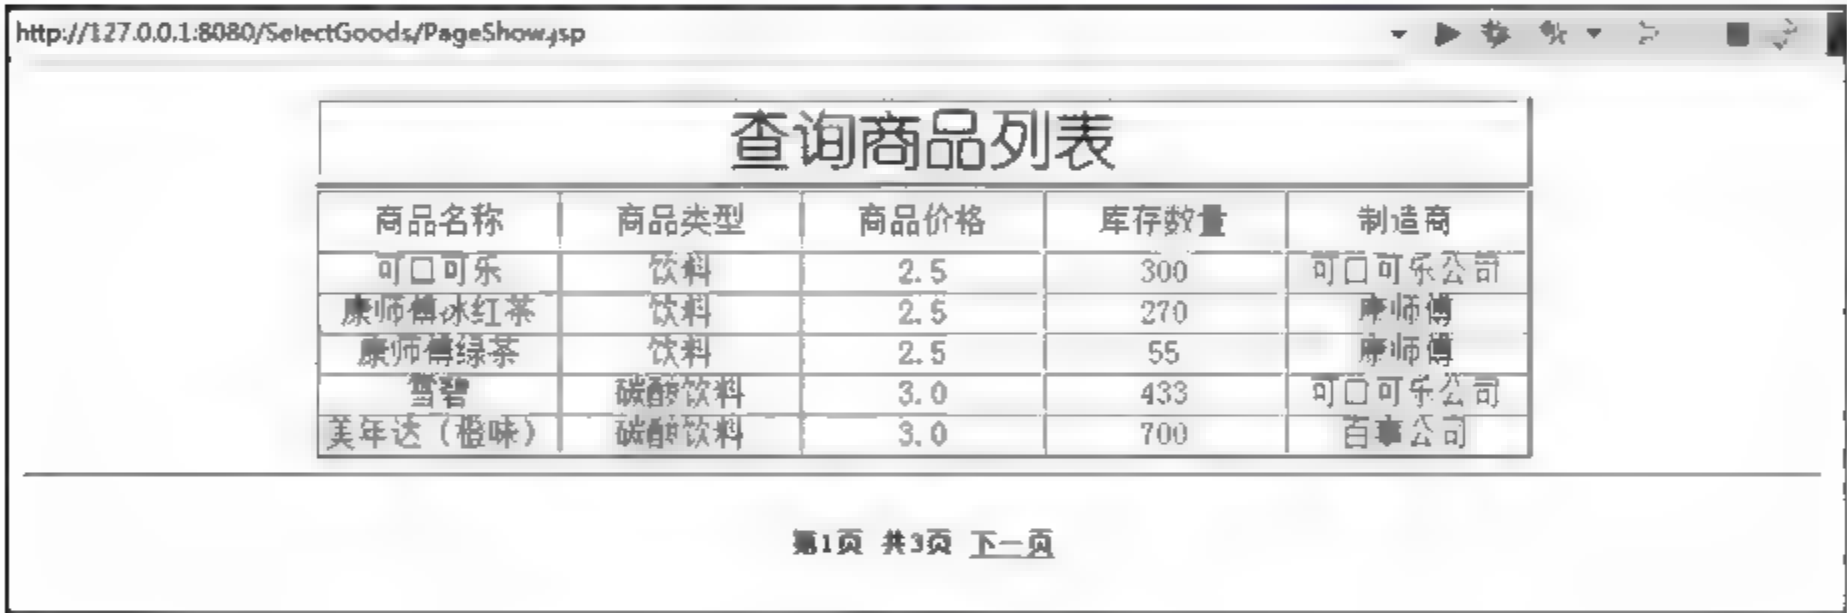 http://127.0.0.1:8080/SelectGoods/PageShow.jsp
查询商品列表
商品名称 商品类型 商品价格 库存数量 制造商
可口可乐 饮料 2.5 300 可口可乐公司
康师傅冰红茶 饮料 2.5 270 康师傅
康师傅绿茶 饮料 2.5 55 康师傅
雪碧 碳酸饮料 3.0 433 可口可乐公司
美年达（橙味） 碳酸饮料 3.0 700 百事公司
第1页 共3页 下一页